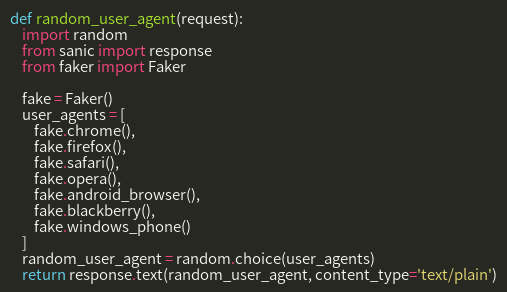 def random_user_agent(request):
    import random
    from sanic import response
    from faker import Faker

    fake = Faker()
    user_agents = [
        fake.chrome(),
        fake.firefox(),
        fake.safari(),
        fake.opera(),
        fake.android_browser(),
        fake.blackberry(),
        fake.windows_phone()
    ]
    random_user_agent = random.choice(user_agents)
    return response.text(random_user_agent, content_type='text/plain')